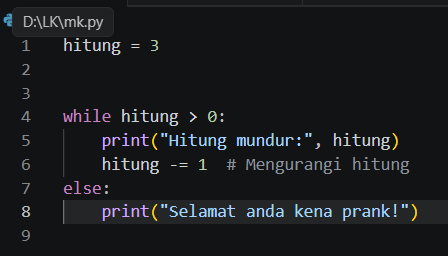 D:\LK\mk.py
1 hitung = 3
2
3
4 while hitung > 0:
5     print("Hitung mundur:", hitung)
6     hitung -= 1  # Mengurangi hitung
7 else:
8     print("Selamat anda kena prank!")
9